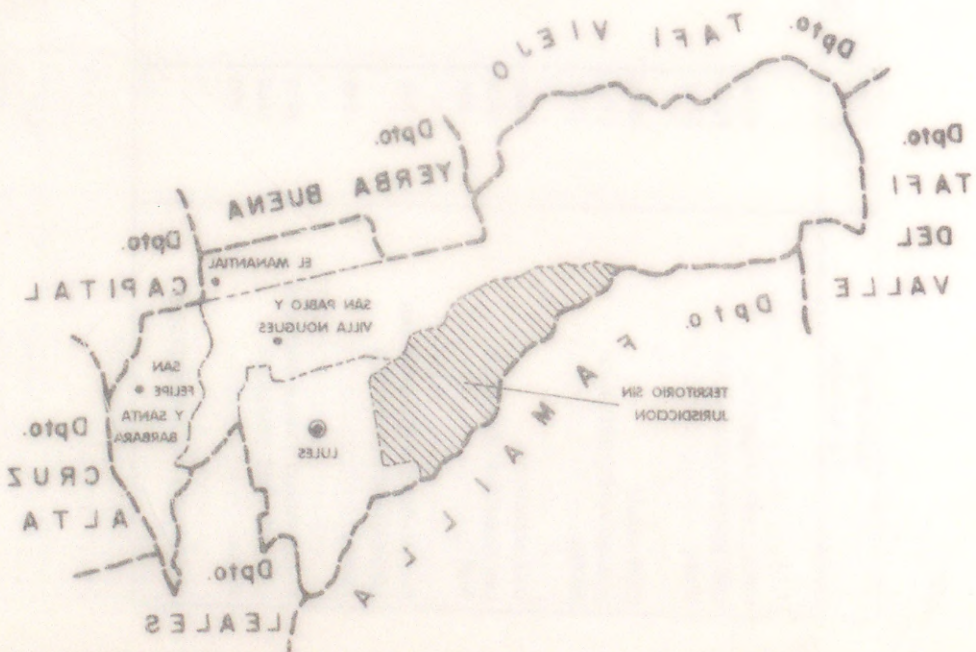 Dpto. TAFI VIEJO
Dpto.
TAFI
DEL
VALLE
Dpto.
YERBA BUENA
Dpto.
CAPITAL
EL MANANTIAL
SAN PABLO Y
VILLA NOUGUES
SAN
FELIPE
Y SANTA
BARBARA
Dpto.
CRUZ
ALTA
LULES
TERRITORIO SIN
JURISDICCION
Dpto. FAMAILLA
Dpto.
LEALES